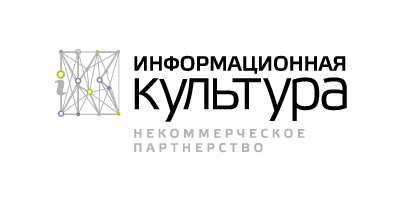 ИНФОРМАЦИОННАЯ
культура
НЕКОММЕРЧЕСКОЕ
ПАРТНЕРСТВО